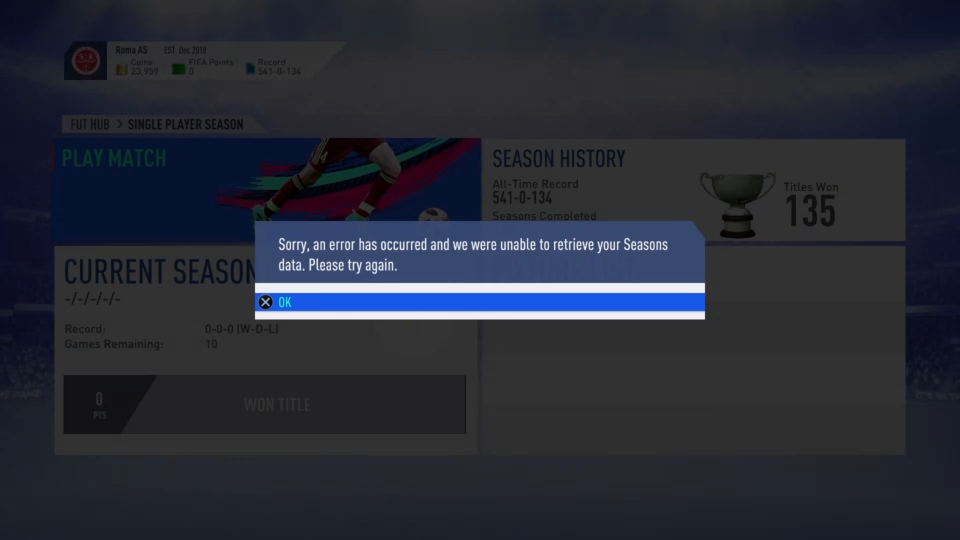 Roma AS EST. Dec 2018
Coins FIFA Points Record
23,959 0 541-0-134
FUT HUB > SINGLE PLAYER SEASON
PLAY MATCH
SEASON HISTORY
All-Time Record
541-0-134
Seasons Completed
Titles Won
135
Sorry, an error has occurred and we were unable to retrieve your Seasons
data. Please try again.
OK
CURRENT SEASON
-/-/-/-/-
Record: 0-0-0 (W-D-L)
Games Remaining: 10
0
PTS
WON TITLE